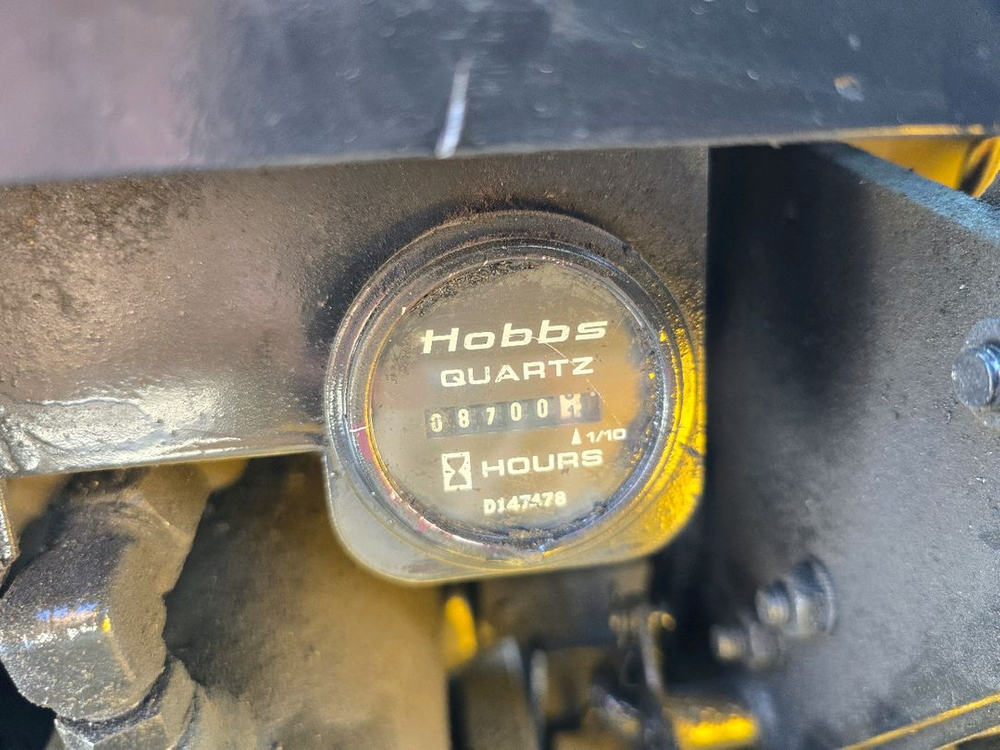 Hobbs
QUARTZ
08700
1/10
HOURS
D147478